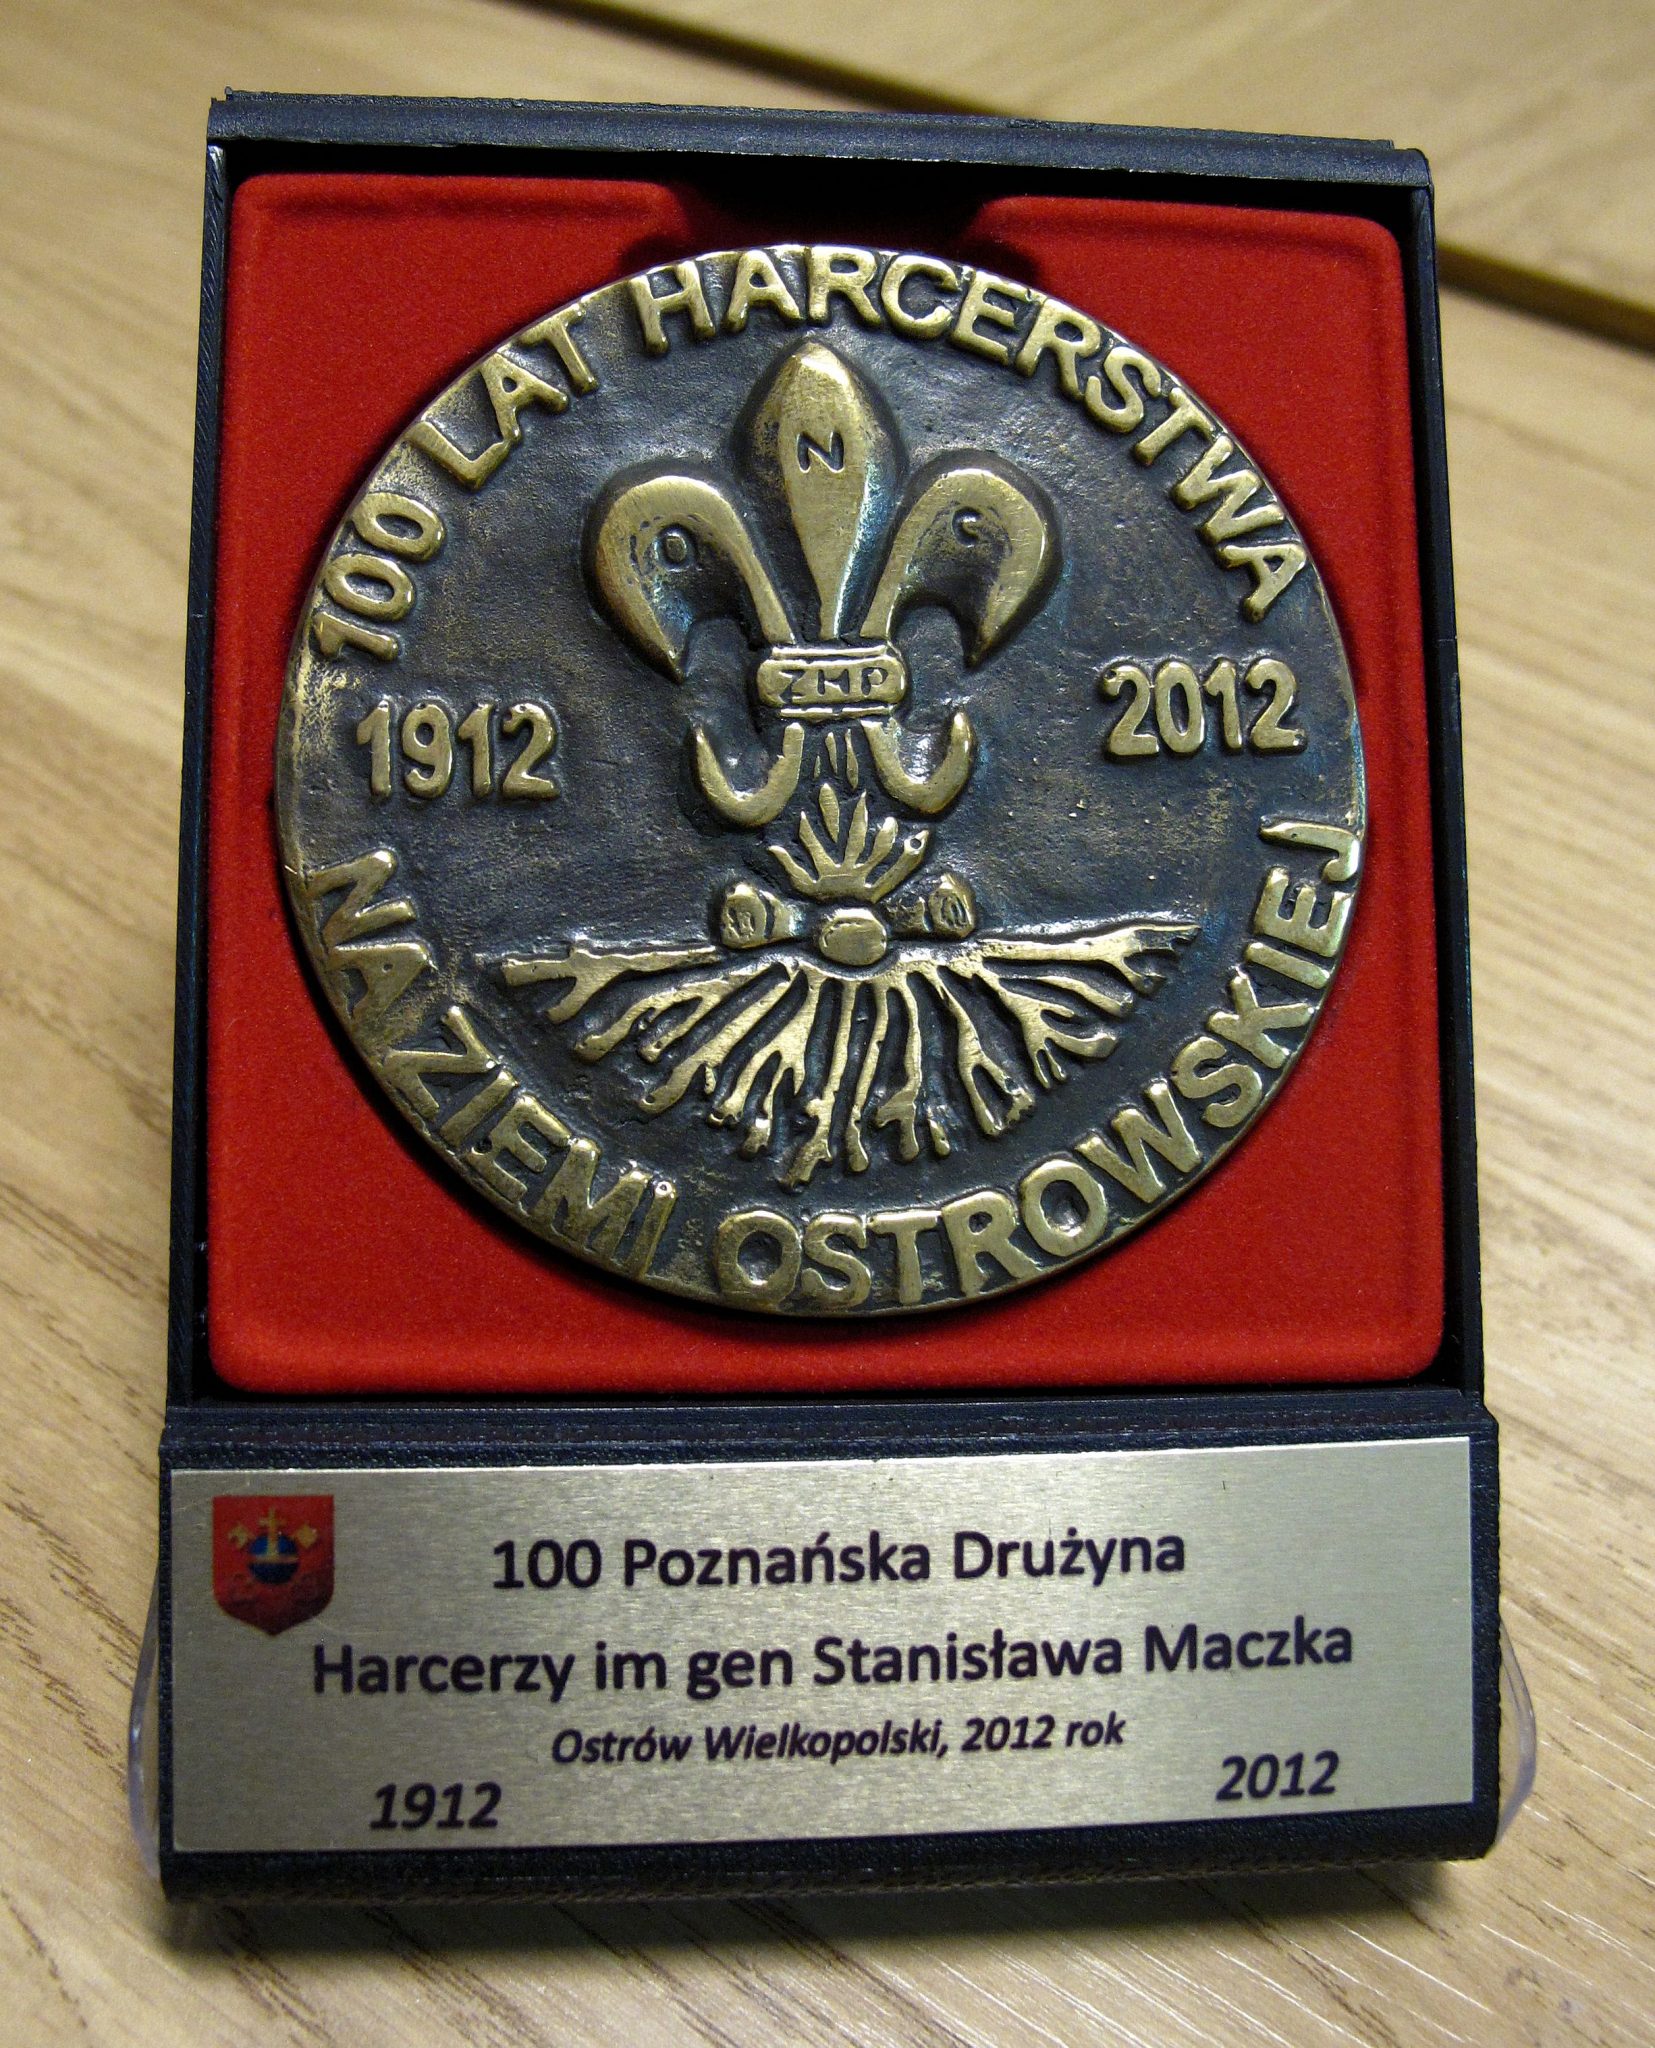 100 LAT HARCERSTWA
O N C
ZHP
1912 2012
NA ZIEMI OSTROWSKIEJ
100 Poznańska Drużyna
Harcerzy im gen Stanisława Maczka
Ostrów Wielkopolski, 2012 rok
1912 2012